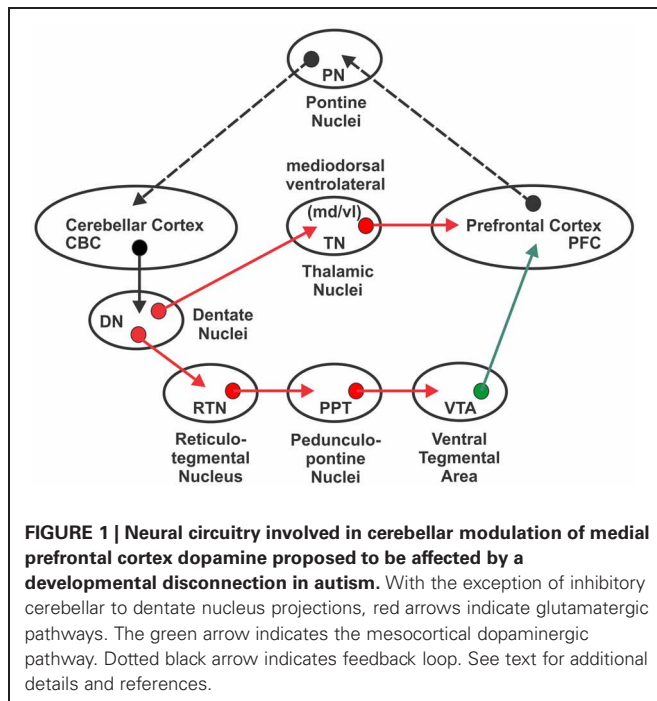 PN
Pontine
Nuclei
mediodorsal
ventrolateral
Cerebellar Cortex
CBC
(md/vl)
TN
Thalamic
Nuclei
Prefrontal Cortex
PFC
DN
Dentate
Nuclei
RTN
Reticulo-
tegmental
Nucleus
PPT
Pedunculo-
pontine
Nuclei
VTA
Ventral
Tegmental
Area
FIGURE 1 | Neural circuitry involved in cerebellar modulation of medial
prefrontal cortex dopamine proposed to be affected by a
developmental disconnection in autism. With the exception of inhibitory
cerebellar to dentate nucleus projections, red arrows indicate glutamatergic
pathways. The green arrow indicates the mesocortical dopaminergic
pathway. Dotted black arrow indicates feedback loop. See text for additional
details and references.